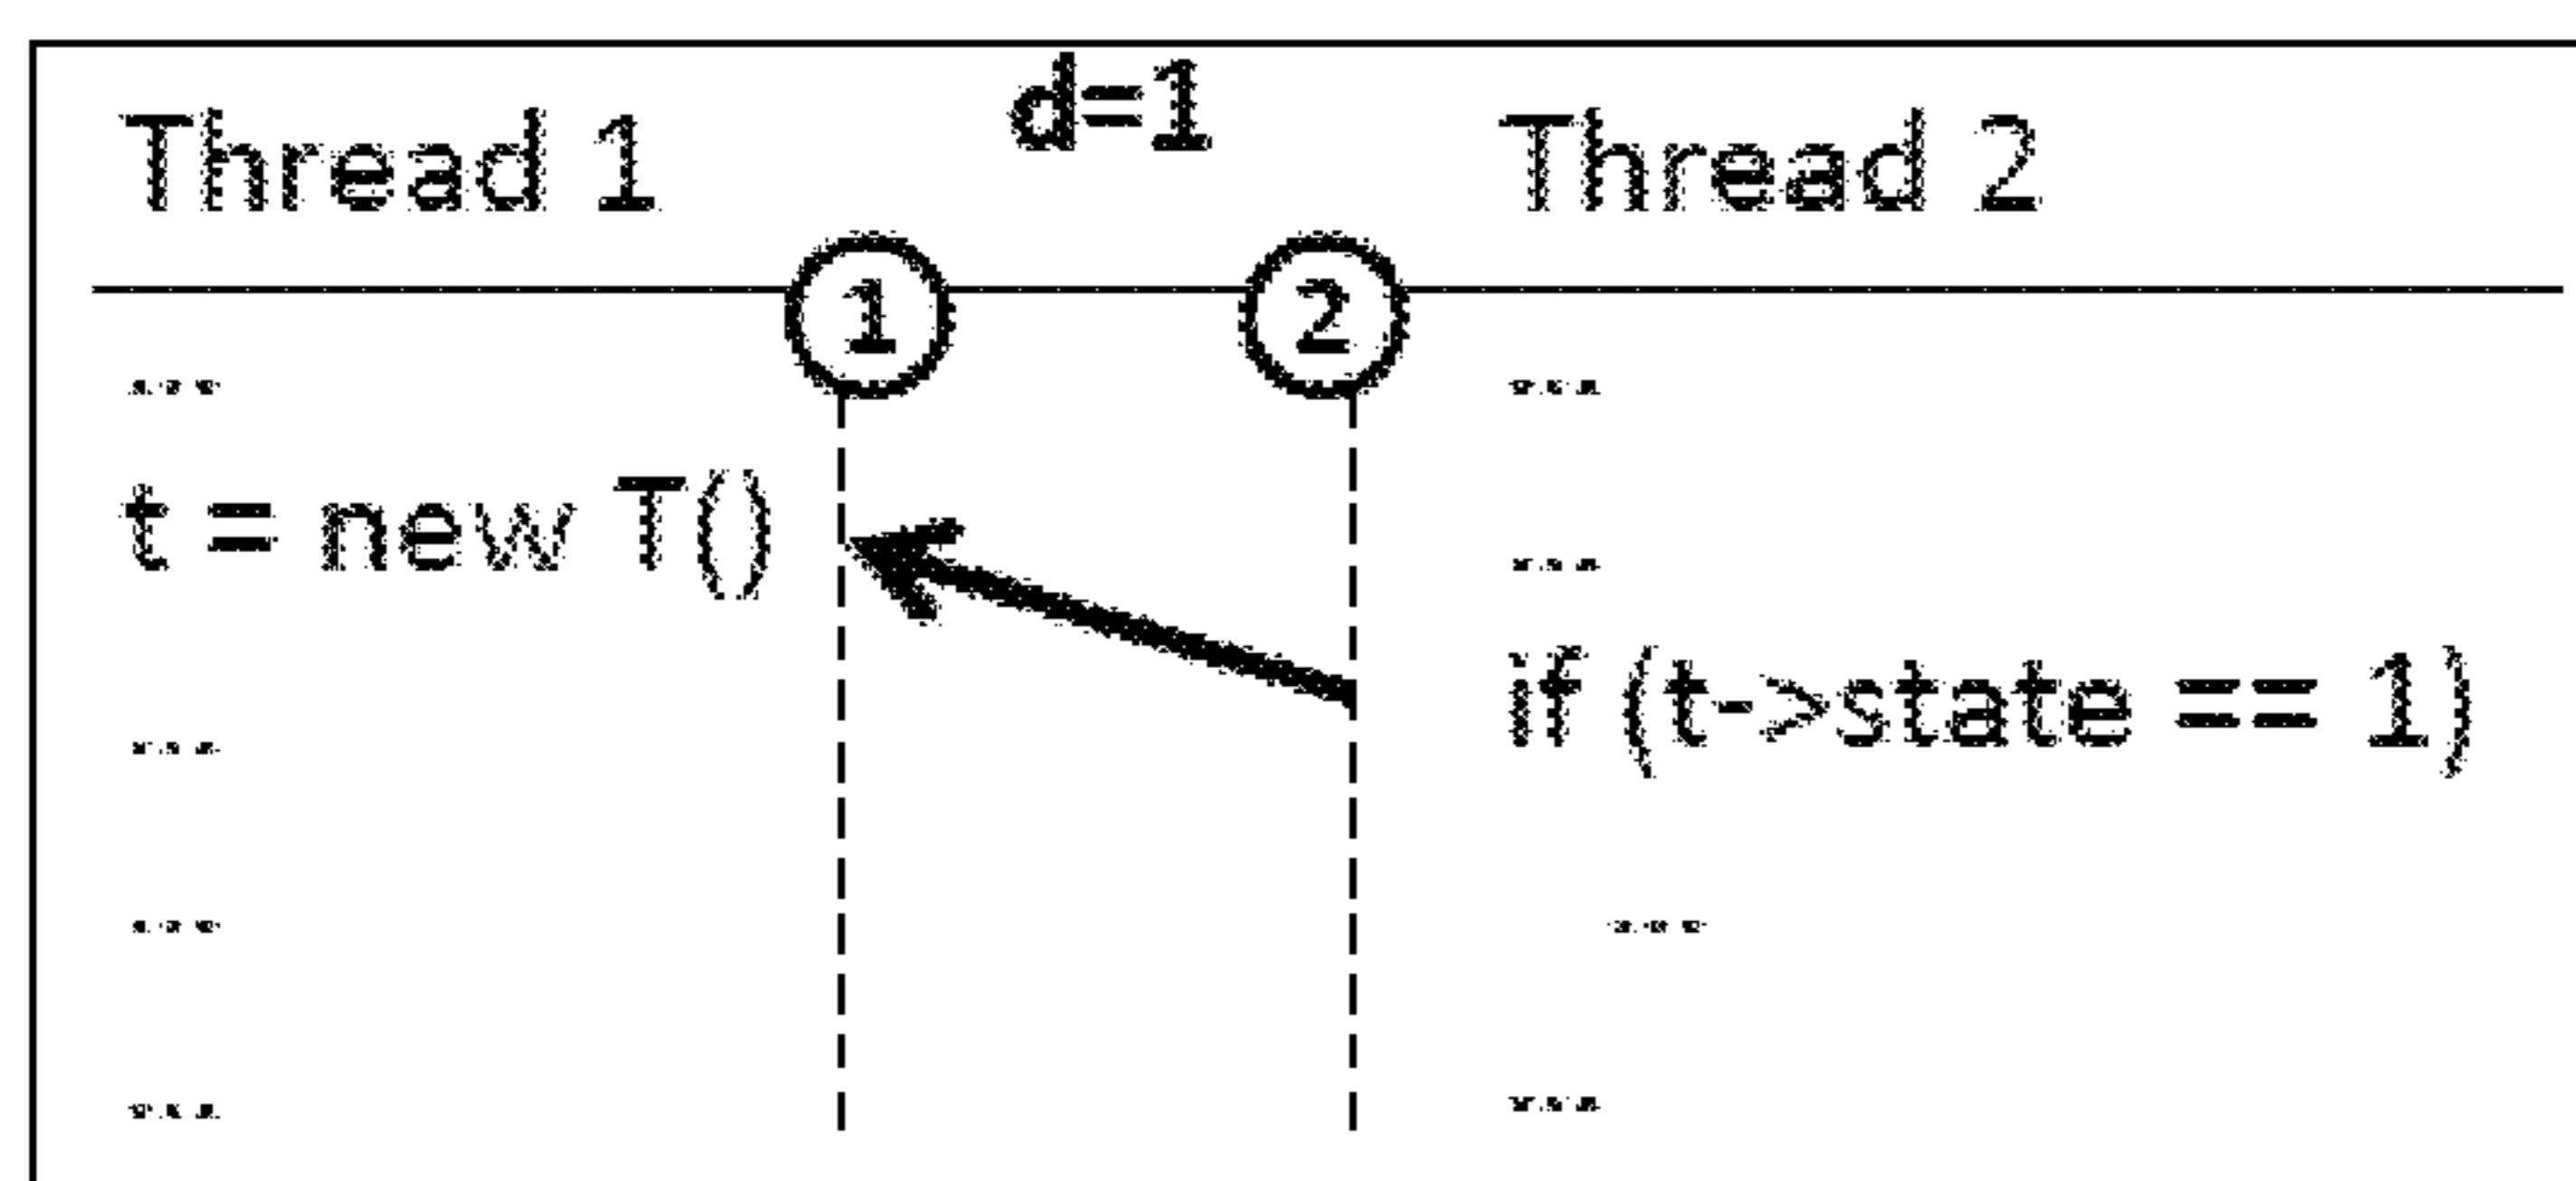 d=1
Thread 1 Thread 2
1 2
...  ...
t = new T()
...
if (t->state == 1)
...
... ...
... ...